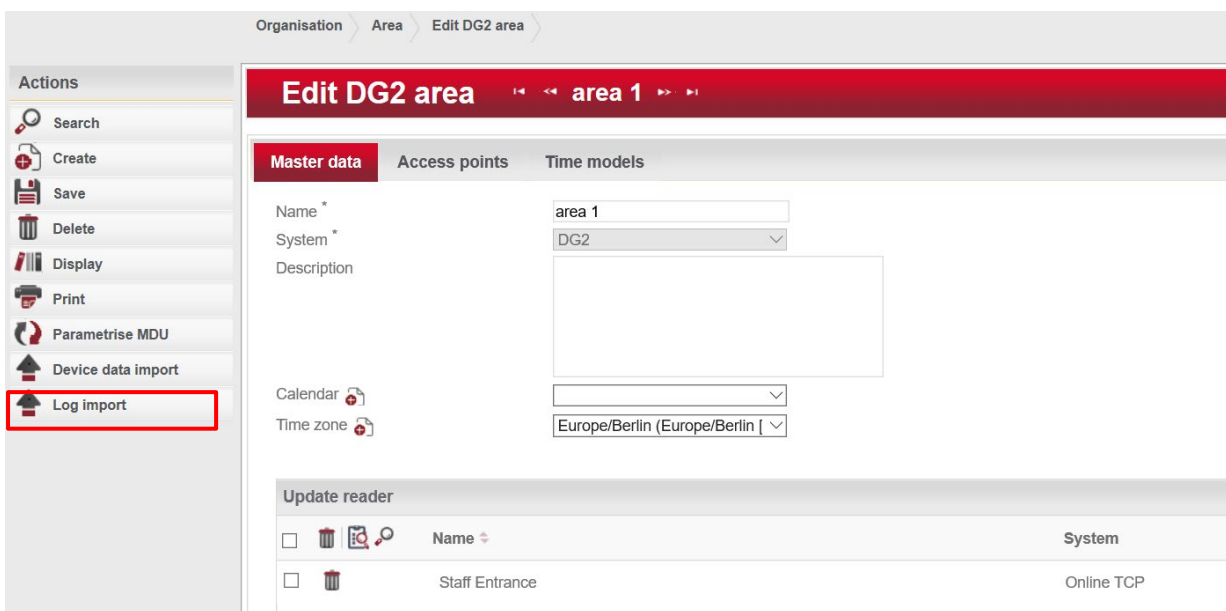 Organisation Area Edit DG2 area
Actions
Search
Create
Save
Delete
Display
Print
Parametrise MDU
Device data import
Log import
Edit DG2 area area 1
Master data Access points Time models
Name * area 1
System * DG2
Description
Calendar
Time zone Europe/Berlin (Europe/Berlin [
Update reader
Name System
Staff Entrance Online TCP